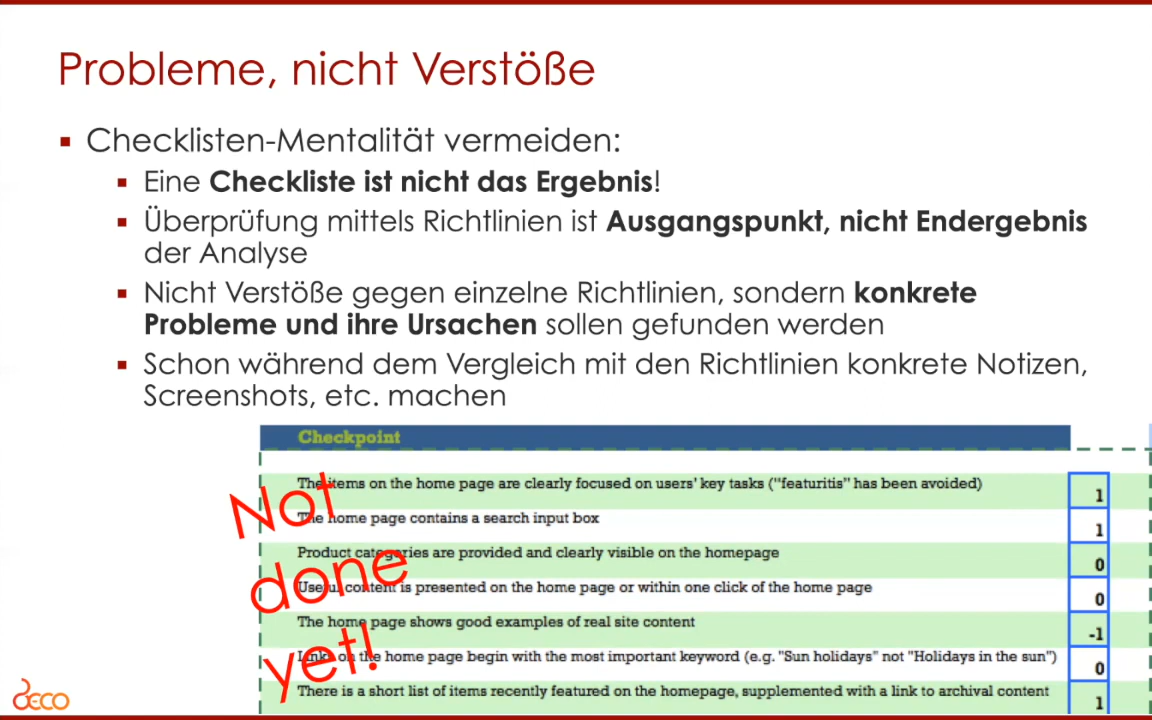 Probleme, nicht Verstöße
Checklisten-Mentalität vermeiden:
Eine Checkliste ist nicht das Ergebnis!
Überprüfung mittels Richtlinien ist Ausgangspunkt, nicht Endergebnis
der Analyse
Nicht Verstöße gegen einzelne Richtlinien, sondern konkrete
Probleme und ihre Ursachen sollen gefunden werden
Schon während dem Vergleich mit den Richtlinien konkrete Notizen,
Screenshots, etc. machen
Checkpoint
The items on the home page are clearly focused on users' key tasks ("featuritis" has been avoided) 1
The home page contains a search input box 1
Product categories are provided and clearly visible on the homepage 0
Useful content is presented on the home page or within one click of the home page 0
The home page shows good examples of real site content -1
Links on the home page begin with the most important keyword (e.g. "Sun holidays" not "Holidays in the sun") 0
There is a short list of items recently featured on the homepage, supplemented with a link to archival content 1
Not
done
yet!